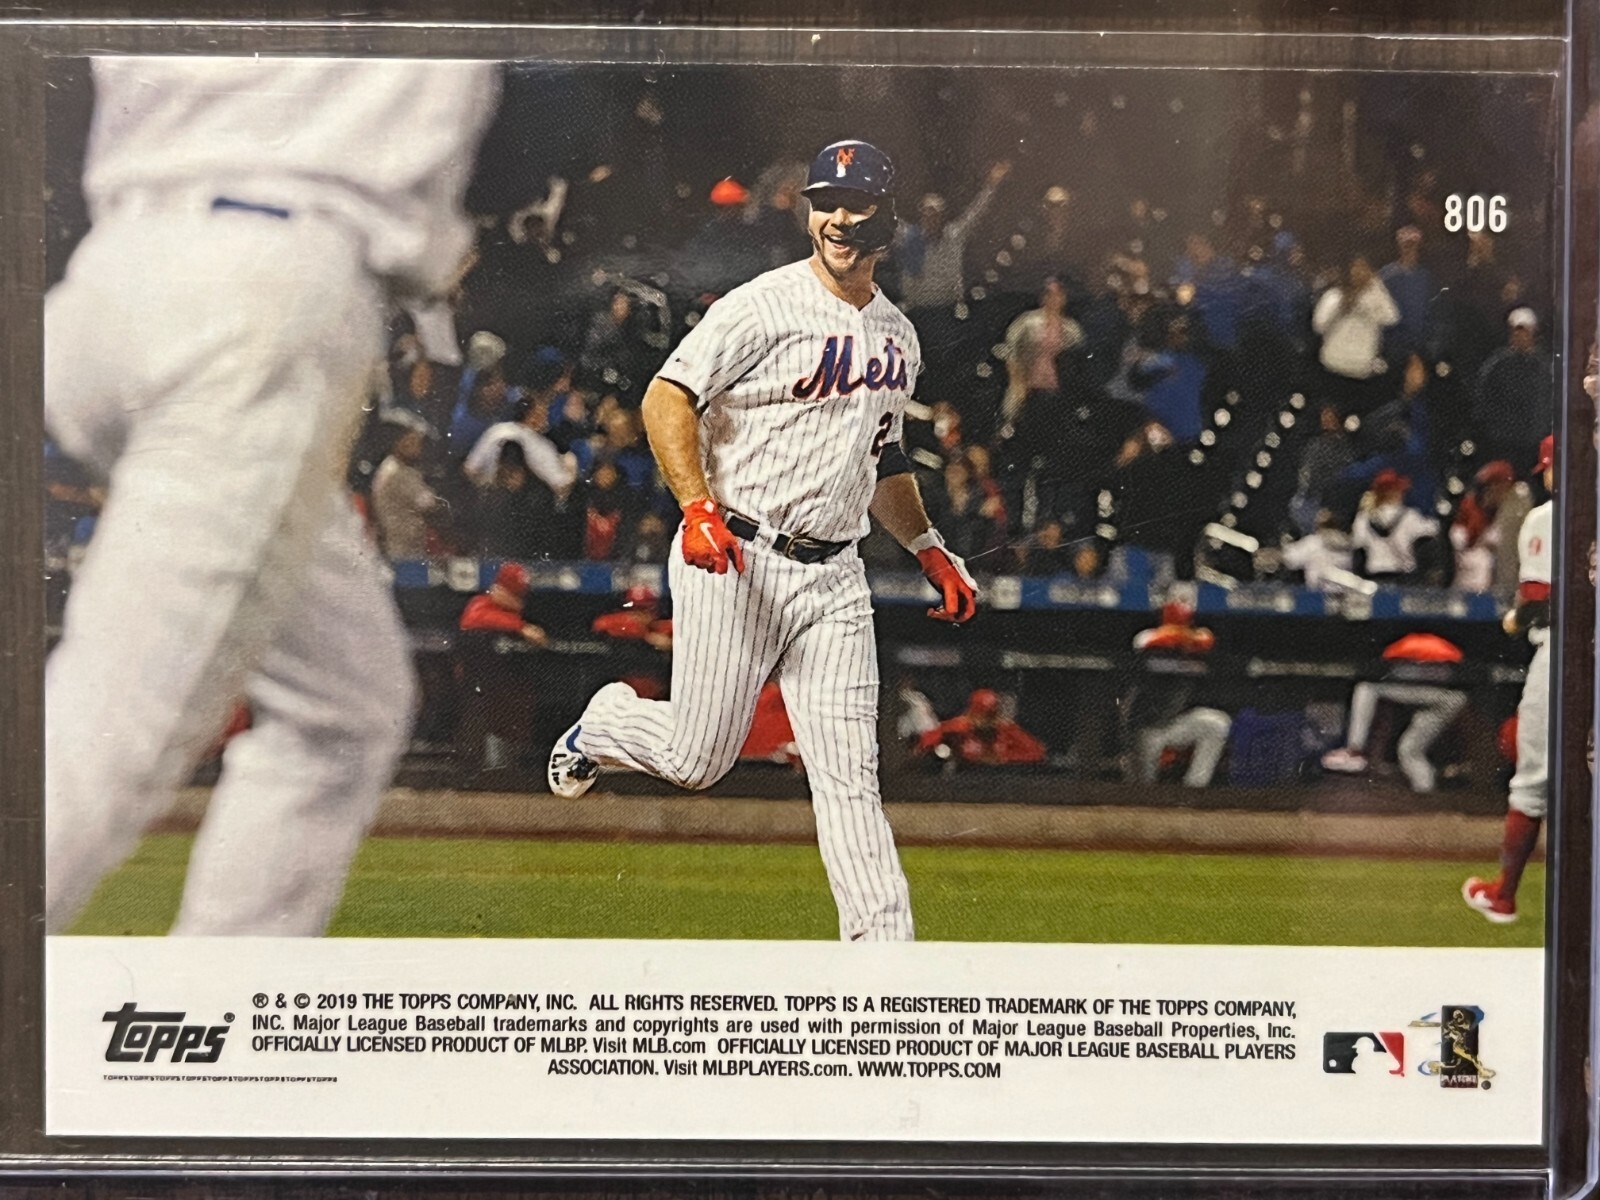 806
Mets
2
9
topps®
® & © 2019 THE TOPPS COMPANY, INC. ALL RIGHTS RESERVED. TOPPS IS A REGISTERED TRADEMARK OF THE TOPPS COMPANY,
INC. Major League Baseball trademarks and copyrights are used with permission of Major League Baseball Properties, Inc.
OFFICIALLY LICENSED PRODUCT OF MLBP. Visit MLB.com OFFICIALLY LICENSED PRODUCT OF MAJOR LEAGUE BASEBALL PLAYERS
ASSOCIATION. Visit MLBPLAYERS.com. WWW.TOPPS.COM